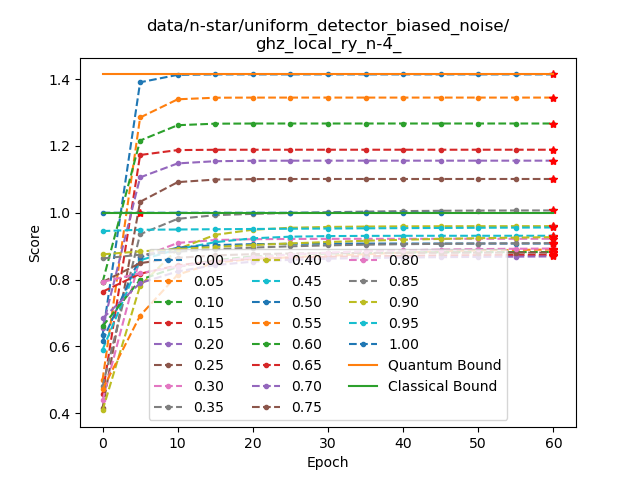 data/n-star/uniform_detector_biased_noise/
ghz_local_ry_n-4_
Score
1.4
1.2
1.0
0.8
0.6
0.4
0.00 0.40 0.80
0.05 0.45 0.85
0.10 0.50 0.90
0.15 0.55 0.95
0.20 0.60 1.00
0.25 0.65 Quantum Bound
0.30 0.70 Classical Bound
0.35 0.75
0 10 20 30 40 50 60
Epoch